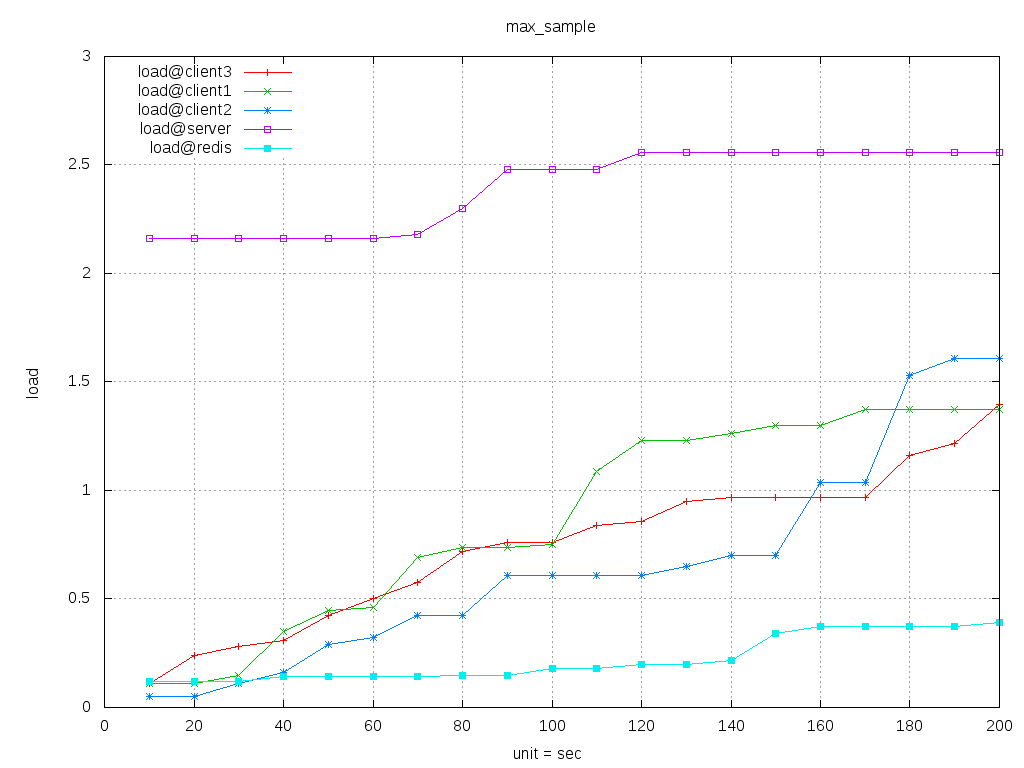 max_sample
3
2.5
2
1.5
1
0.5
0
load
load@client3
load@client1
load@client2
load@server
load@redis
0 20 40 60 80 100 120 140 160 180 200
unit = sec